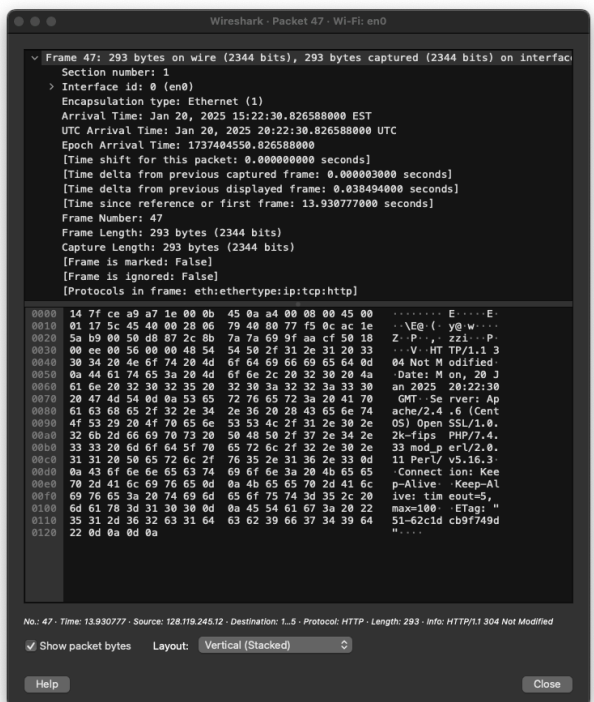 Wireshark · Packet 47 · Wi-Fi: en0
Frame 47: 293 bytes on wire (2344 bits), 293 bytes captured (2344 bits) on interfac
Section number: 1
Interface id: 0 (en0)
Encapsulation type: Ethernet (1)
Arrival Time: Jan 20, 2025 15:22:30.826588000 EST
UTC Arrival Time: Jan 20, 2025 20:22:30.826588000 UTC
Epoch Arrival Time: 1737404550.826588000
[Time shift for this packet: 0.000000000 seconds]
[Time delta from previous captured frame: 0.000003000 seconds]
[Time delta from previous displayed frame: 0.038494000 seconds]
[Time since reference or first frame: 13.930777000 seconds]
Frame Number: 47
Frame Length: 293 bytes (2344 bits)
Capture Length: 293 bytes (2344 bits)
[Frame is marked: False]
[Frame is ignored: False]
[Protocols in frame: eth:ethertype:ip:tcp:http]
0000 14 7f ce a9 a7 1e 00 0b 45 0a a4 00 08 00 45 00 ········ E·····E·
0010 01 17 5c 45 40 00 28 06 79 40 80 77 f5 0c ac 1e ··\E@·(· y@·w····
0020 5a b9 00 50 d8 87 2c 8b 7a 7a 69 9f aa cf 50 18 Z··P··,· zzi···P·
0030 00 ee 00 56 00 00 48 54 54 50 2f 31 2e 31 20 33 ···V··HT TP/1.1 3
0040 30 34 20 4e 6f 74 20 4d 6f 64 69 66 69 65 64 0d 04 Not M odified·
0050 0a 44 61 74 65 3a 20 4d 6f 6e 2c 20 32 30 20 4a ·Date: M on, 20 J
0060 61 6e 20 32 30 32 35 20 32 30 3a 32 32 3a 33 30 an 2025  20:22:30
0070 20 47 4d 54 0d 0a 53 65 72 76 65 72 3a 20 41 70  GMT··Se rver: Ap
0080 61 63 68 65 2f 32 2e 34 2e 36 20 28 43 65 6e 74 ache/2.4 .6 (Cent
0090 4f 53 29 20 4f 70 65 6e 53 53 4c 2f 31 2e 30 2e OS) Open SSL/1.0.
00a0 32 6b 2d 66 69 70 73 20 50 48 50 2f 37 2e 34 2e 2k-fips  PHP/7.4.
00b0 33 33 20 6d 6f 64 5f 70 65 72 6c 2f 32 2e 30 2e 33 mod_p erl/2.0.
00c0 31 31 20 50 65 72 6c 2f 76 35 2e 31 36 2e 33 0d 11 Perl/ v5.16.3·
00d0 0a 43 6f 6e 6e 65 63 74 69 6f 6e 3a 20 4b 65 65 ·Connect ion: Kee
00e0 70 2d 41 6c 69 76 65 0d 0a 4b 65 65 70 2d 41 6c p-Alive· ·Keep-Al
00f0 69 76 65 3a 20 74 69 6d 65 6f 75 74 3d 35 2c 20 ive: tim eout=5,
0100 6d 61 78 3d 31 30 30 0d 0a 45 54 61 67 3a 20 22 max=100· ·ETag: "
0110 35 31 2d 36 32 63 31 64 63 62 39 66 37 34 39 64 51-62c1d cb9f749d
0120 22 0d 0a 0d 0a "····
No.: 47 · Time: 13.930777 · Source: 128.119.245.12 · Destination: 1...5 · Protocol: HTTP · Length: 293 · Info: HTTP/1.1 304 Not Modified
Show packet bytes Layout: Vertical (Stacked)
Help Close